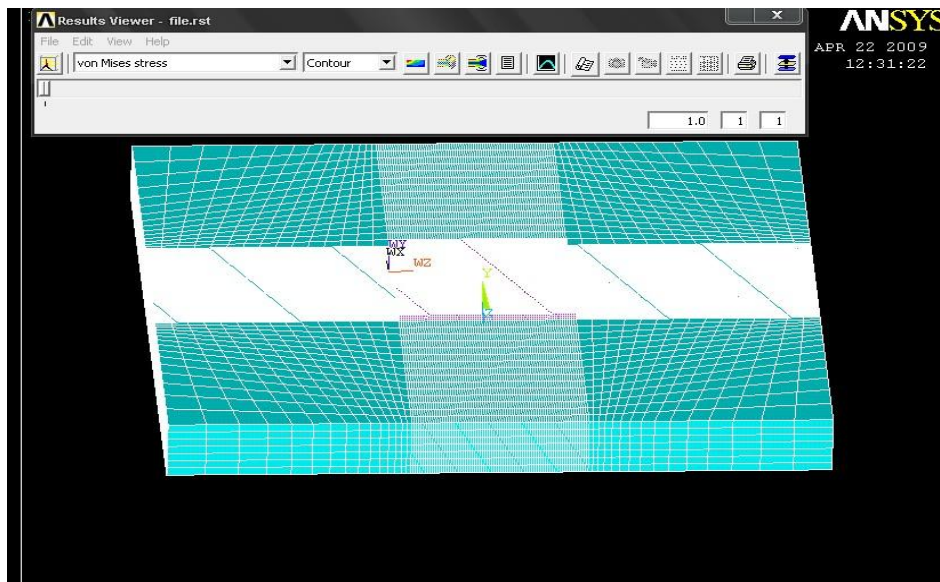 Results Viewer - file.rst
X
ANSYS
File Edit View Help
APR 22 2009
12:31:22
von Mises stress
Contour
1.0 1 1
WY
WX
WZ
Y
Z